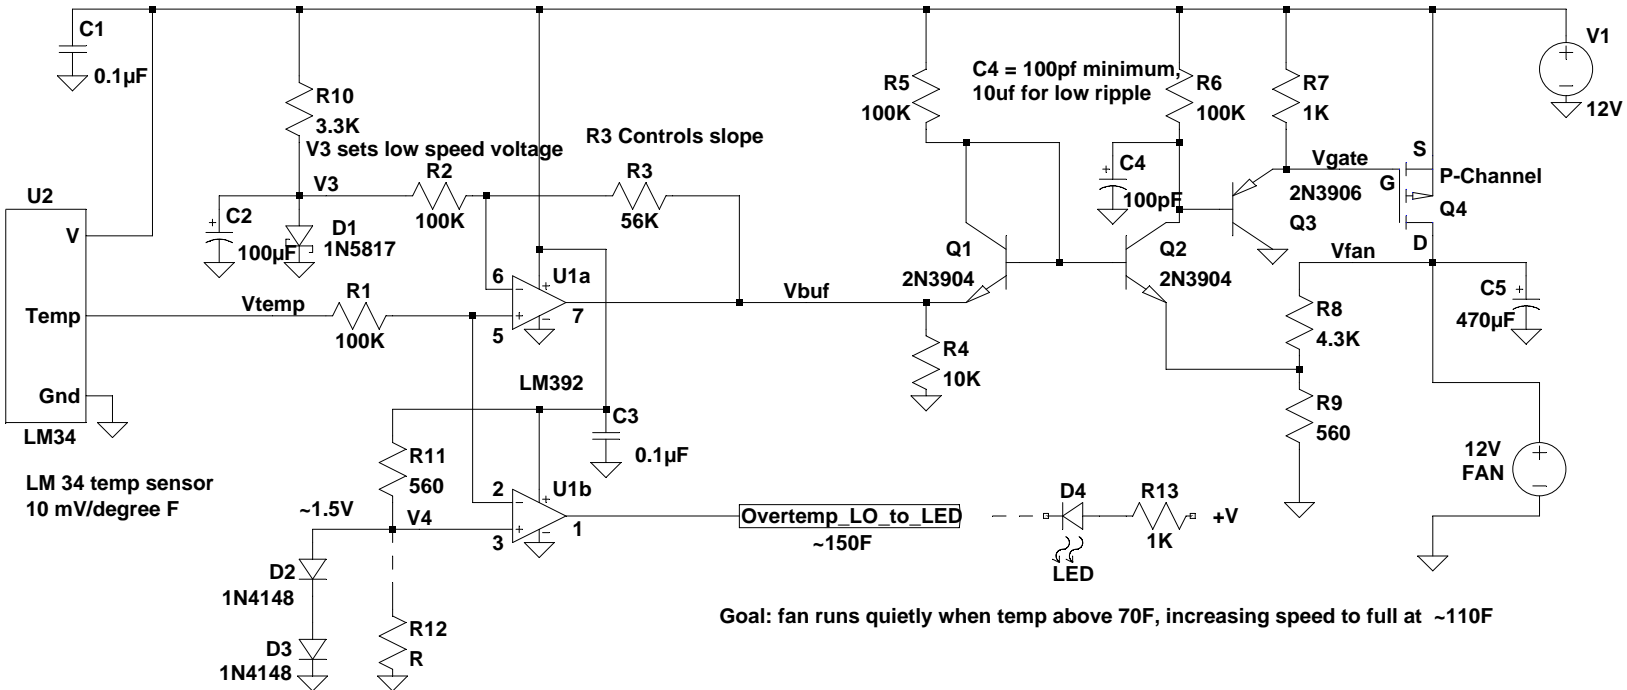 C1
0.1µF
V1
12V
R10
3.3K
R5
100K
C4 = 100pf minimum,
10uf for low ripple
R6
100K
R7
1K
V3 sets low speed voltage
R3 Controls slope
U2
V
Temp
Gnd
LM34
V3
R2
100K
R3
56K
C2
100µF
D1
1N5817
C4
100pF
Vgate
2N3906
Q3
S
G
D
P-Channel
Q4
Q1
2N3904
Q2
2N3904
Vfan
6
5
7
+
−
+
−
U1a
Vtemp
R1
100K
Vbuf
R4
10K
R8
4.3K
C5
470µF
LM392
C3
0.1µF
R9
560
12V
FAN
LM 34 temp sensor
10 mV/degree F
R11
560
~1.5V
V4
2
3
1
+
−
+
−
U1b
Overtemp_LO_to_LED
~150F
D4
LED
R13
1K
+V
D2
1N4148
D3
1N4148
R12
R
Goal: fan runs quietly when temp above 70F, increasing speed to full at ~110F